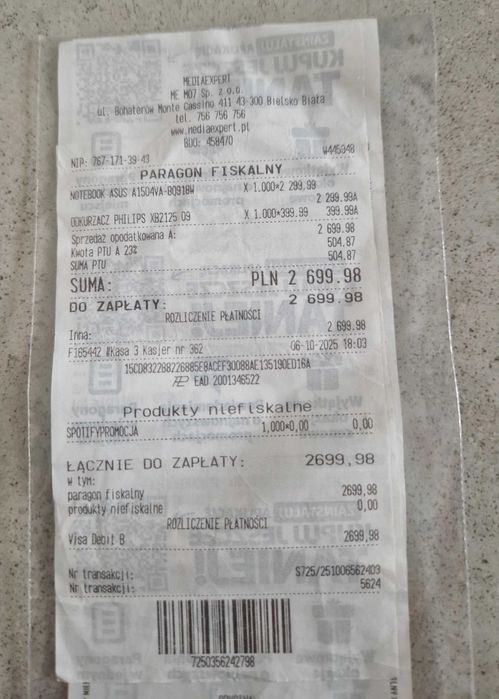 MEDIAEXPERT
ME M07 Sp. z o.o.
ul. Bohaterów Monte Cassino 411 43-300 Bielsko Biała
tel. 756 756 756
www.mediaexpert.pl
BDO: 458470
NIP: 767-171-39-43 W445048
PARAGON FISKALNY
NOTEBOOK ASUS A1504VA-BQ918W X 1.000×2 299.99
2 299.99A
ODKURZACZ PHILIPS XB2125 09 X 1.000×399.99 399.99A
Sprzedaż opodatkowana A: 2 699.98
Kwota PTU A 23% 504.87
SUMA PTU 504.87
SUMA: PLN 2 699.98
DO ZAPŁATY: 2 699.98
ROZLICZENIE PŁATNOŚCI
Inna: 2 699.98
F165442 #Kasa 3 Kasjer nr 362 06-10-2025 18:03
EAD 2001346522
Produkty niefiskalne
SPOTIFYPROMOCJA 1,000×0,00 0,00
ŁĄCZNIE DO ZAPŁATY: 2699,98
w tym:
paragon fiskalny 2699,98
produkty niefiskalne 0,00
ROZLICZENIE PŁATNOŚCI
Visa Debit B 2699,98
Nr transakcji: S725/251006562403
Nr transakcji: 5624
7250356242798